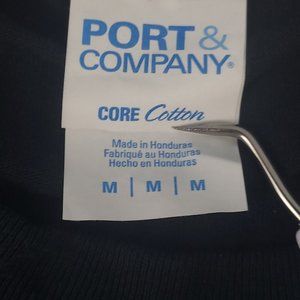 PORT &
COMPANY®
CORE Cotton
Made in Honduras
Fabriqué au Honduras
Hecho en Honduras
M | M | M